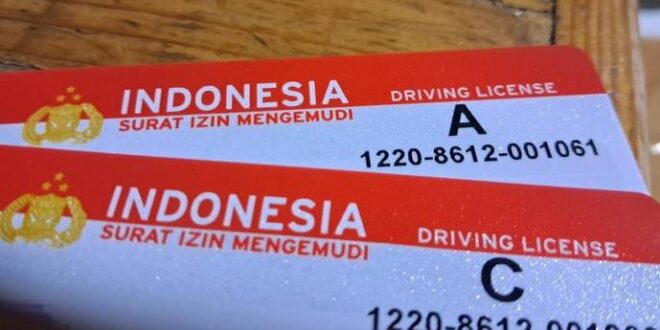 INDONESIA
SURAT IZIN MENGEMUDI
DRIVING LICENSE
A
1220-8612-001061
INDONESIA
SURAT IZIN MENGEMUDI
DRIVING LICENSE
C